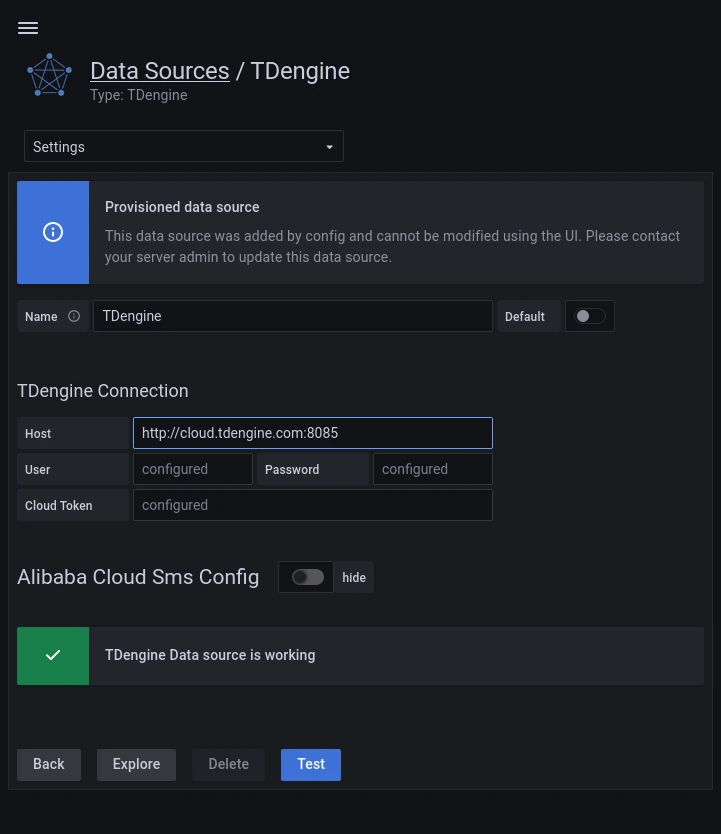 Data Sources / TDengine
Type: TDengine
Settings
Provisioned data source
This data source was added by config and cannot be modified using the UI. Please contact
your server admin to update this data source.
Name TDengine Default
TDengine Connection
Host http://cloud.tdengine.com:8085
User configured Password configured
Cloud Token configured
Alibaba Cloud Sms Config hide
TDengine Data source is working
Back Explore Delete Test